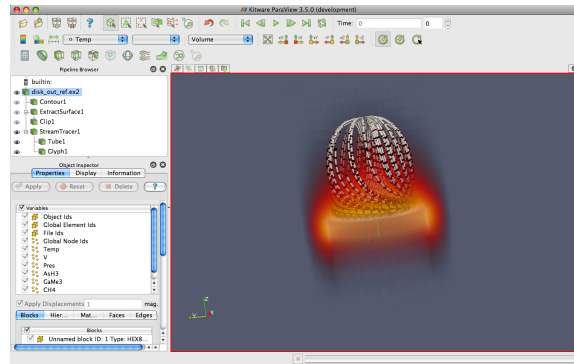 Kitware ParaView 3.5.0 (development)
Time: 0 0
Temp Volume
Pipeline Browser
builtin:
disk_out_ref.ex2
Contour1
ExtractSurface1
Clip1
StreamTracer1
Tube1
Glyph1
Object Inspector
Properties Display Information
Apply Reset Delete ?
Variables
Object Ids
Global Element Ids
File Ids
Global Node Ids
Temp
V
Pres
AsH3
GaMe3
CH4
Apply Displacements 1 mag.
Blocks Hier... Mat... Faces Edges
Blocks
Unnamed block ID: 1 Type: HEX8...
Z
Y
X